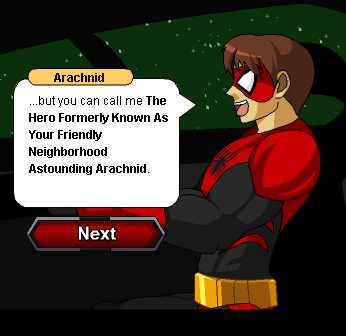 Arachnid
...but you can call me The
Hero Formerly Known As
Your Friendly
Neighborhood
Astounding Arachnid.
Next